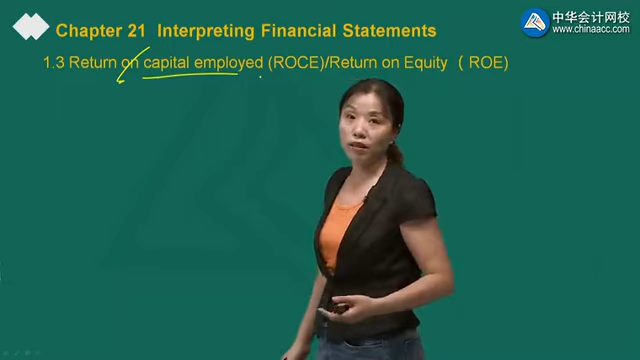 Chapter 21 Interpreting Financial Statements
中华会计网校
www.chinaacc.com
1.3 Return on capital employed (ROCE)/Return on Equity ( ROE)